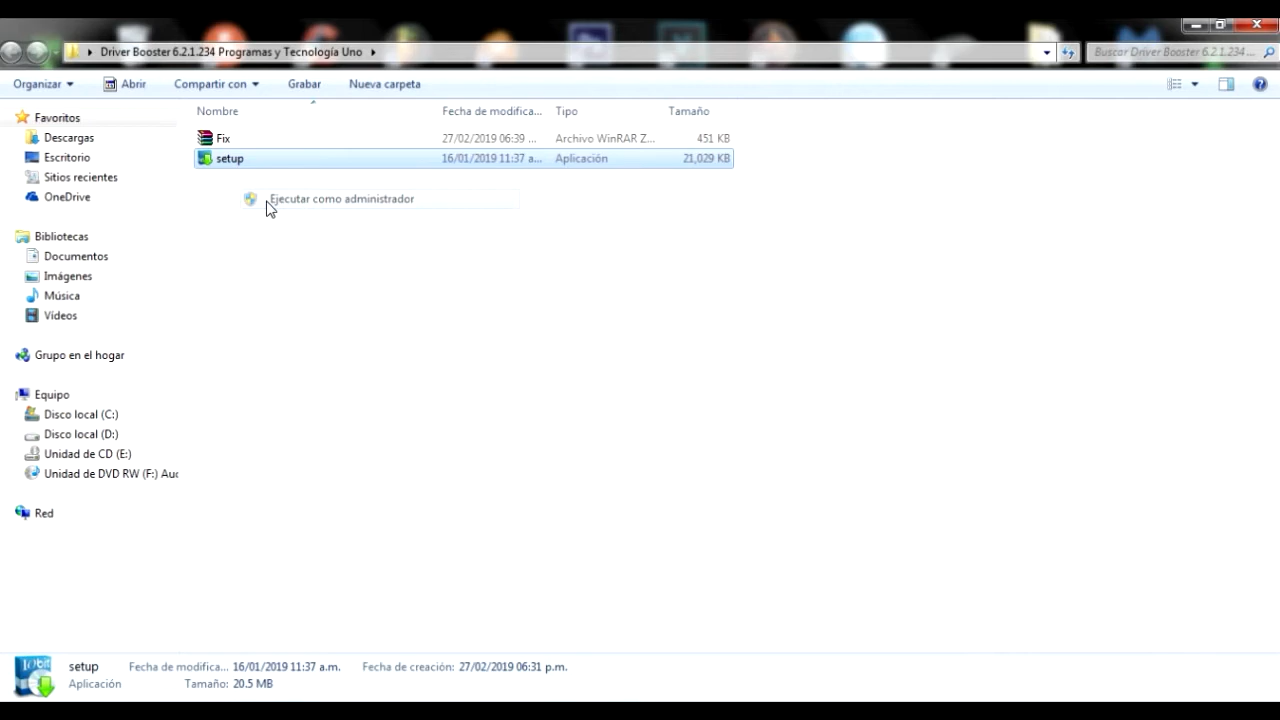 Driver Booster 6.2.1.234 Programas y Tecnología Uno
Buscar Driver Booster 6.2.1.234 ...
Organizar Abrir Compartir con Grabar Nueva carpeta
Nombre Fecha de modifica... Tipo Tamaño
Fix 27/02/2019 06:39 ... Archivo WinRAR Z... 451 KB
setup 16/01/2019 11:37 a... Aplicación 21,029 KB
Ejecutar como administrador
Favoritos
Descargas
Escritorio
Sitios recientes
OneDrive
Bibliotecas
Documentos
Imágenes
Música
Vídeos
Grupo en el hogar
Equipo
Disco local (C:)
Disco local (D:)
Unidad de CD (E:)
Unidad de DVD RW (F:) Auc
Red
IObit
setup Fecha de modifica... 16/01/2019 11:37 a.m. Fecha de creación: 27/02/2019 06:31 p.m.
Aplicación Tamaño: 20.5 MB